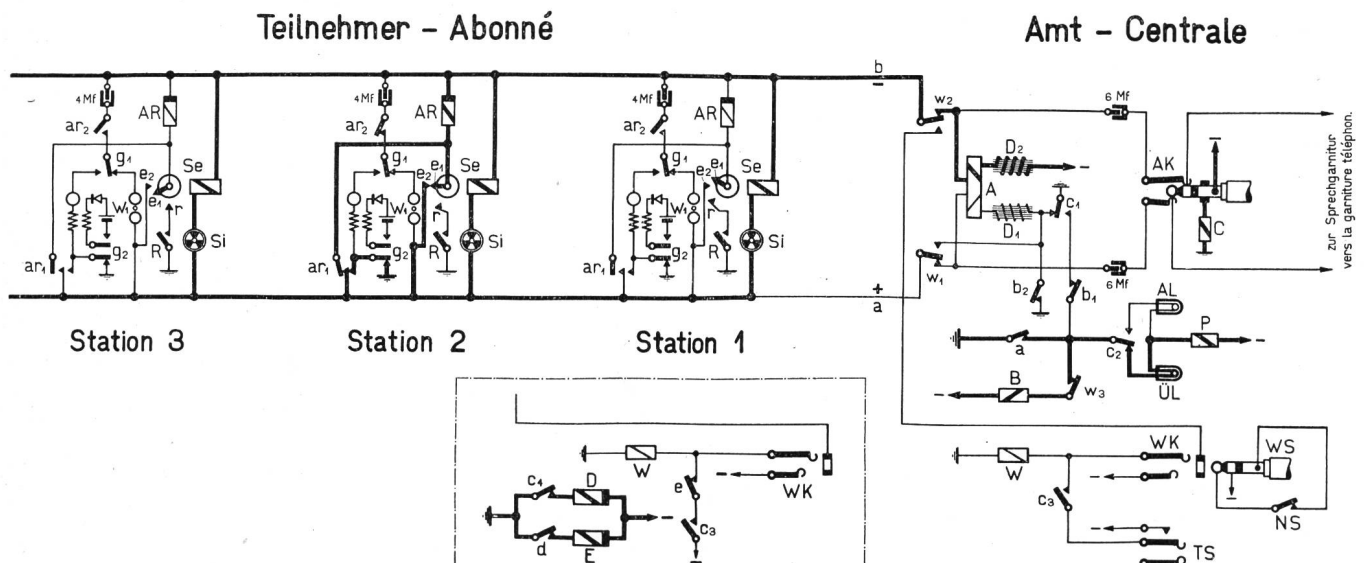 Teilnehmer – Abonné
Amt – Centrale
b
–
w2
6 Mf
4 Mf
AR
ar2
g1
e2
e1
Se
r
W1
g2
R
Si
ar1
4 Mf
AR
ar2
g1
e2
e1
Se
r
W1
g2
R
Si
ar1
4 Mf
AR
ar2
g1
e2
e1
Se
r
W1
g2
R
Si
ar1
D2
–
A
D1
c1
AK
C
zur Sprechgarnitur
vers la garniture téléphon.
+
a
w1
6 Mf
b2
b1
AL
P
–
a
c2
ÜL
B
–
w3
Station 3
Station 2
Station 1
W
WK
–
e
c4
D
–
c3
d
E
W
WK
–
c3
WS
NS
–
TS